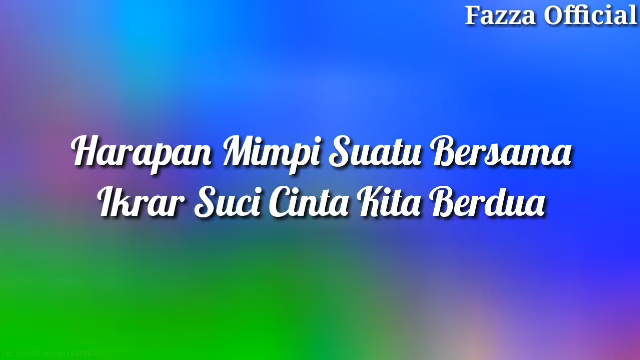 Fazza Official
Harapan Mimpi Suatu Bersama
Ikrar Suci Cinta Kita Berdua